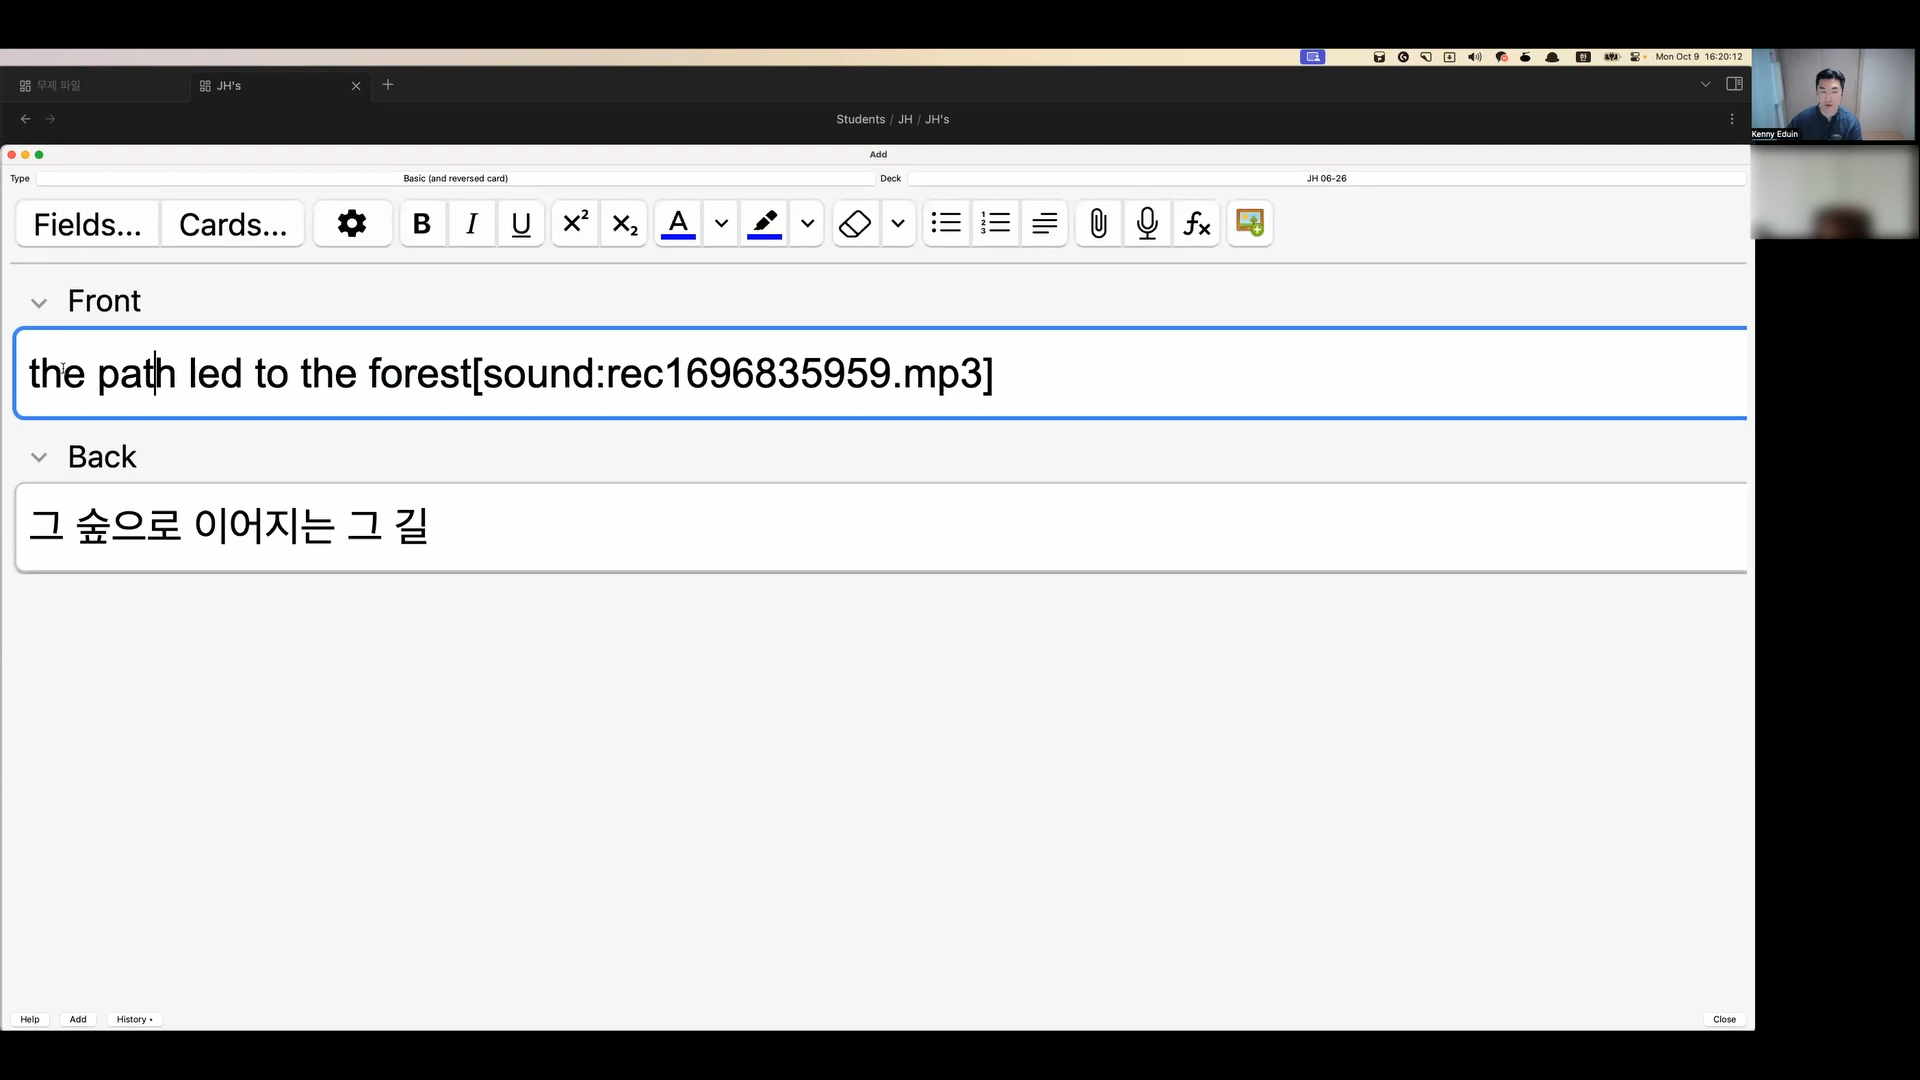 Mon Oct 9 16:20:12
무제 파일
JH's
Students / JH / JH's
Kenny Eduin
Add
Type
Basic (and reversed card)
Deck
JH 06-26
Fields...
Cards...
Front
the path led to the forest[sound:rec1696835959.mp3]
Back
그 숲으로 이어지는 그 길
Help
Add
History
Close